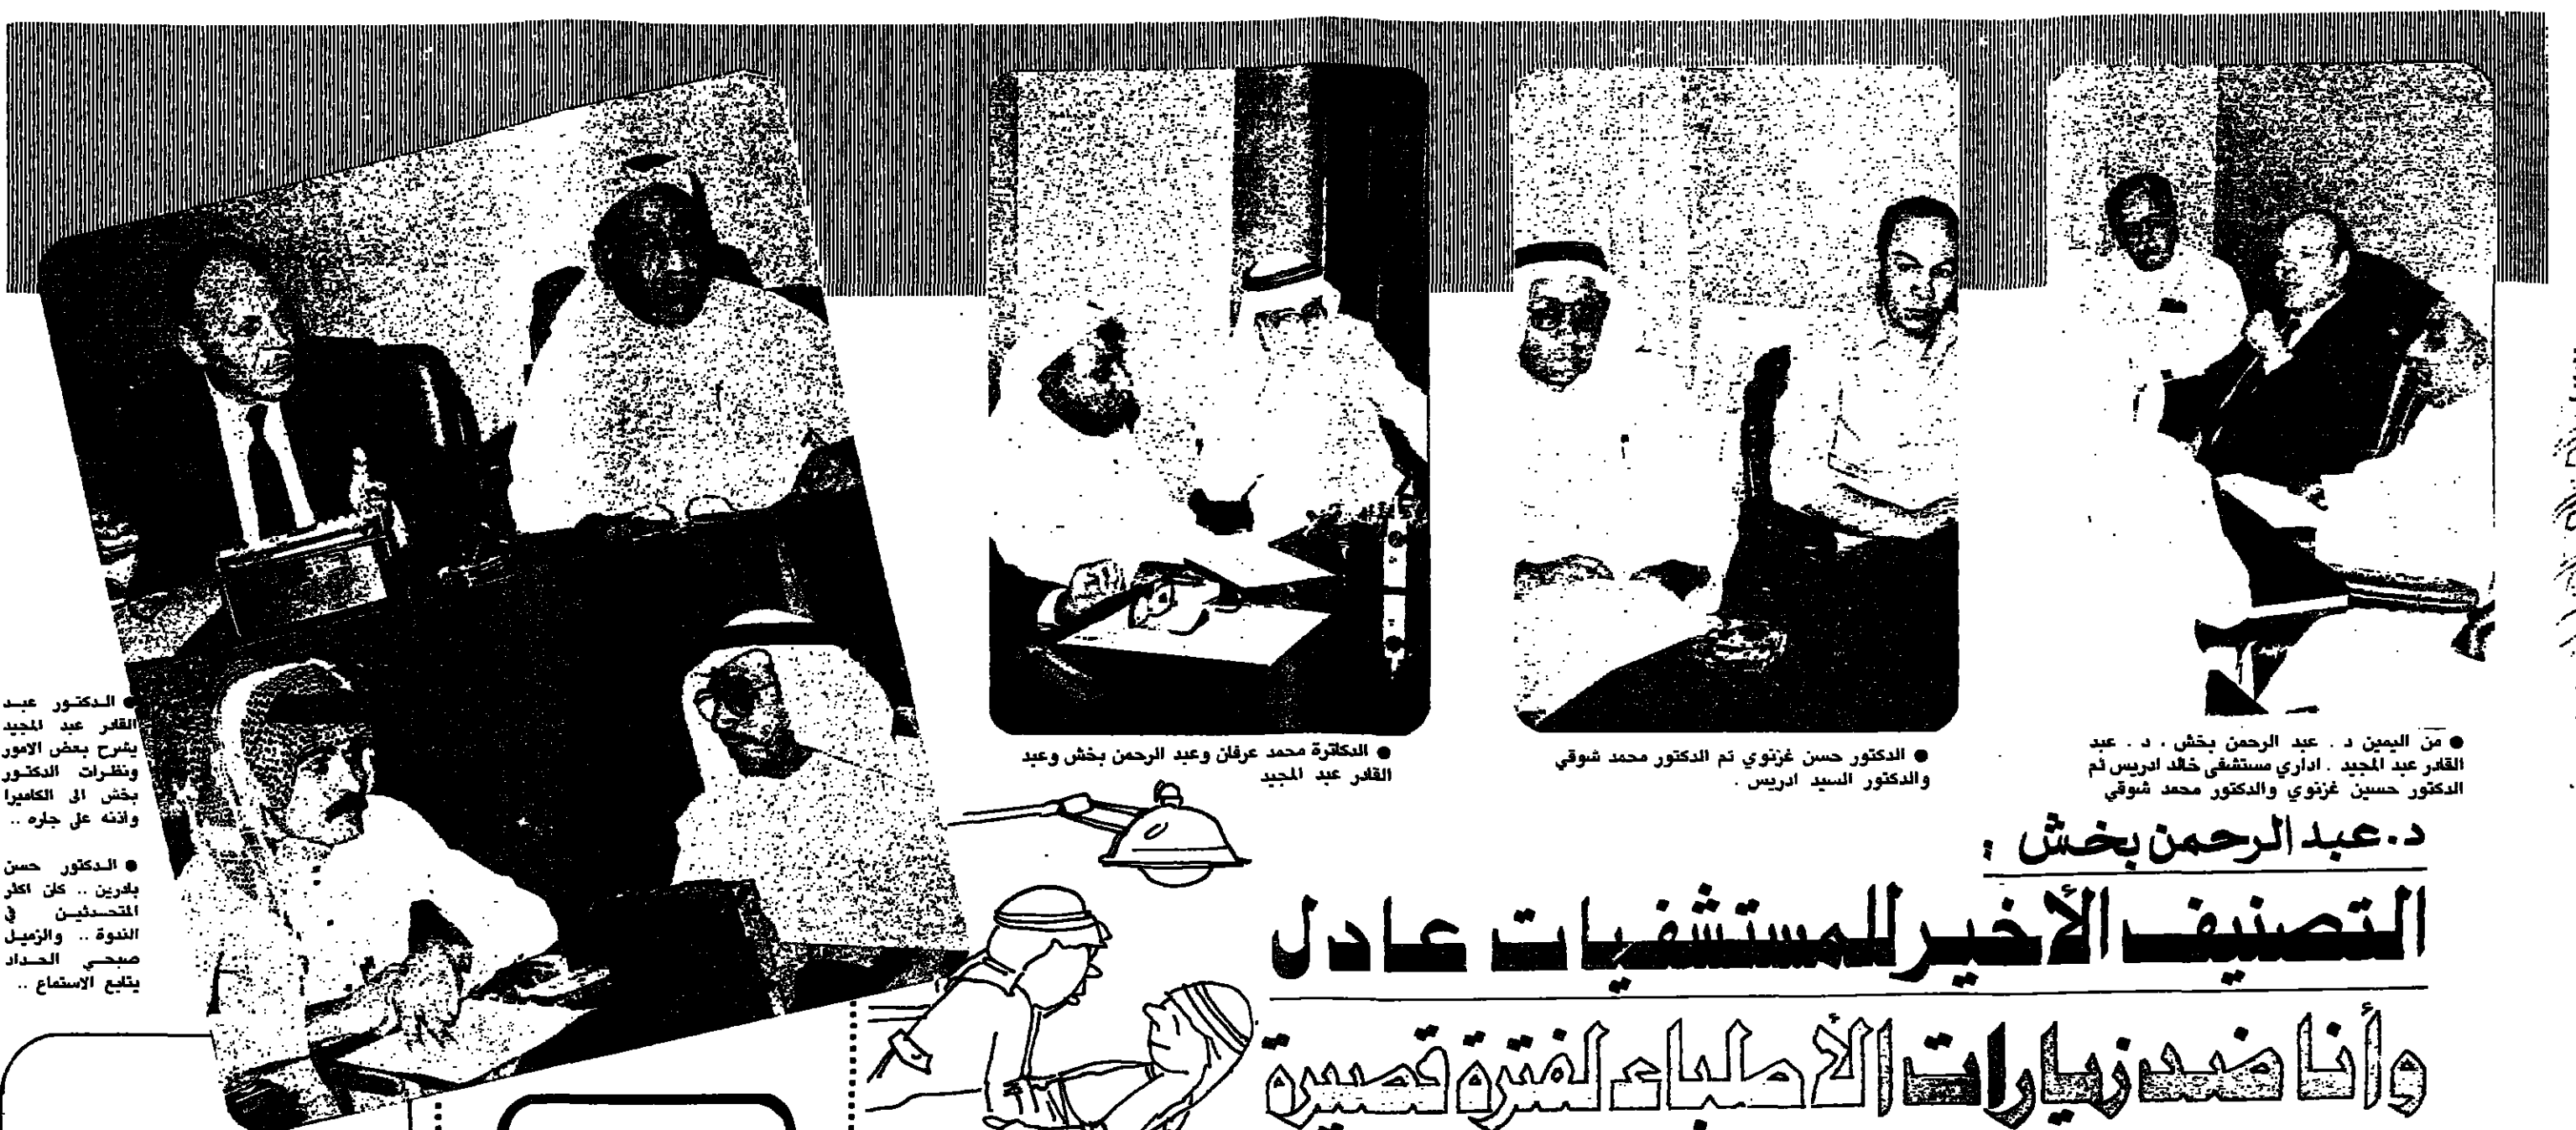 ● من اليمين د . عبد الرحمن بخش ، د . عبد
القادر عبد المجيد . اداري مستشفى خالد ادريس ثم
الدكتور حسين غزنوي والدكتور محمد شوقي
● الدكتور حسن غزنوي ثم الدكتور محمد شوقي
والدكتور السيد ادريس .
● الدكاترة محمد عرفان وعبد الرحمن بخش وعبد
القادر عبد المجيد
● الدكتور عبد
القادر عبد المجيد
يشرح بعض الامور
ونظرات الدكتور
بخش الى الكاميرا
واذنه على جاره ..
● الدكتور حسن
بادرين .. كان اكثر
المتحدثين في
الندوة .. والزميل
صبحي الحداد
يتابع الاستماع ..
د. عبد الرحمن بخش :
التصنيف الأخير للمستشفيات عادل
وأنا ضد زيارات الأطباء لفترة قصيرة